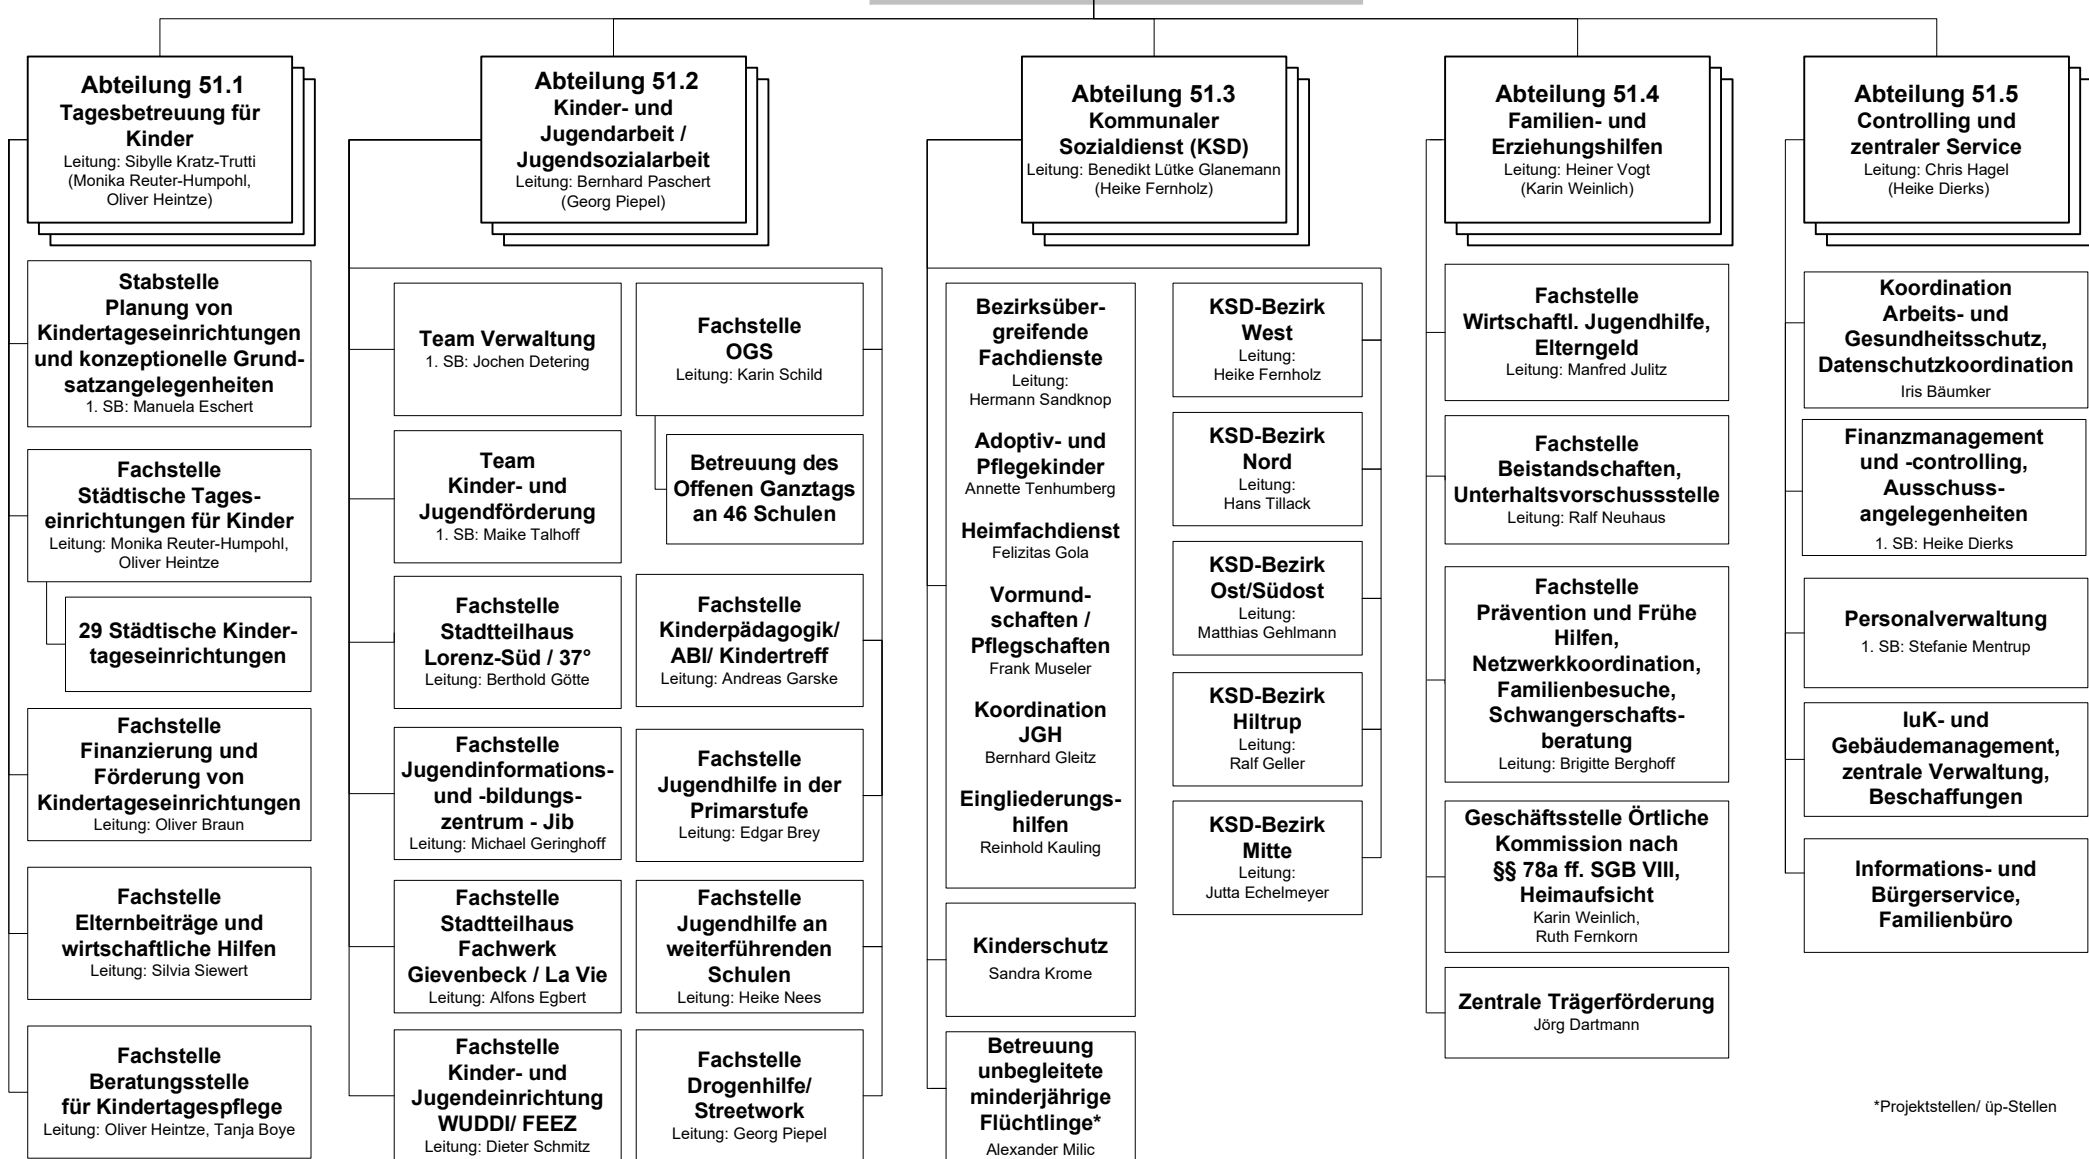 Abteilung 51.1
Tagesbetreuung für
Kinder
Leitung: Sibylle Kratz-Trutti
(Monika Reuter-Humpohl,
Oliver Heintze)
Stabstelle
Planung von
Kindertageseinrichtungen
und konzeptionelle Grund-
satzangelegenheiten
1. SB: Manuela Eschert
Fachstelle
Städtische Tages-
einrichtungen für Kinder
Leitung: Monika Reuter-Humpohl,
Oliver Heintze
29 Städtische Kinder-
tageseinrichtungen
Fachstelle
Finanzierung und
Förderung von
Kindertageseinrichtungen
Leitung: Oliver Braun
Fachstelle
Elternbeiträge und
wirtschaftliche Hilfen
Leitung: Silvia Siewert
Fachstelle
Beratungsstelle
für Kindertagespflege
Leitung: Oliver Heintze, Tanja Boye
Abteilung 51.2
Kinder- und
Jugendarbeit /
Jugendsozialarbeit
Leitung: Bernhard Paschert
(Georg Piepel)
Team Verwaltung
1. SB: Jochen Detering
Team
Kinder- und
Jugendförderung
1. SB: Maike Talhoff
Fachstelle
Stadtteilhaus
Lorenz-Süd / 37°
Leitung: Berthold Götte
Fachstelle
Jugendinformations-
und -bildungs-
zentrum - Jib
Leitung: Michael Geringhoff
Fachstelle
Stadtteilhaus
Fachwerk
Gievenbeck / La Vie
Leitung: Alfons Egbert
Fachstelle
Kinder- und
Jugendeinrichtung
WUDDI/ FEEZ
Leitung: Dieter Schmitz
Fachstelle
OGS
Leitung: Karin Schild
Betreuung des
Offenen Ganztags
an 46 Schulen
Fachstelle
Kinderpädagogik/
ABI/ Kindertreff
Leitung: Andreas Garske
Fachstelle
Jugendhilfe in der
Primarstufe
Leitung: Edgar Brey
Fachstelle
Jugendhilfe an
weiterführenden
Schulen
Leitung: Heike Nees
Fachstelle
Drogenhilfe/
Streetwork
Leitung: Georg Piepel
Abteilung 51.3
Kommunaler
Sozialdienst (KSD)
Leitung: Benedikt Lütke Glanemann
(Heike Fernholz)
Bezirksüber-
greifende
Fachdienste
Leitung:
Hermann Sandknop
Adoptiv- und
Pflegekinder
Annette Tenhumberg
Heimfachdienst
Felizitas Gola
Vormund-
schaften /
Pflegschaften
Frank Museler
Koordination
JGH
Bernhard Gleitz
Eingliederungs-
hilfen
Reinhold Kauling
Kinderschutz
Sandra Krome
Betreuung
unbegleitete
minderjährige
Flüchtlinge*
Alexander Milic
KSD-Bezirk
West
Leitung:
Heike Fernholz
KSD-Bezirk
Nord
Leitung:
Hans Tillack
KSD-Bezirk
Ost/Südost
Leitung:
Matthias Gehlmann
KSD-Bezirk
Hiltrup
Leitung:
Ralf Geller
KSD-Bezirk
Mitte
Leitung:
Jutta Echelmeyer
Abteilung 51.4
Familien- und
Erziehungshilfen
Leitung: Heiner Vogt
(Karin Weinlich)
Fachstelle
Wirtschaftl. Jugendhilfe,
Elterngeld
Leitung: Manfred Julitz
Fachstelle
Beistandschaften,
Unterhaltsvorschussstelle
Leitung: Ralf Neuhaus
Fachstelle
Prävention und Frühe
Hilfen,
Netzwerkkoordination,
Familienbesuche,
Schwangerschafts-
beratung
Leitung: Brigitte Berghoff
Geschäftsstelle Örtliche
Kommission nach
§§ 78a ff. SGB VIII,
Heimaufsicht
Karin Weinlich,
Ruth Fernkorn
Zentrale Trägerförderung
Jörg Dartmann
Abteilung 51.5
Controlling und
zentraler Service
Leitung: Chris Hagel
(Heike Dierks)
Koordination
Arbeits- und
Gesundheitsschutz,
Datenschutzkoordination
Iris Bäumker
Finanzmanagement
und -controlling,
Ausschuss-
angelegenheiten
1. SB: Heike Dierks
Personalverwaltung
1. SB: Stefanie Mentrup
IuK- und
Gebäudemanagement,
zentrale Verwaltung,
Beschaffungen
Informations- und
Bürgerservice,
Familienbüro
*Projektstellen/ üp-Stellen